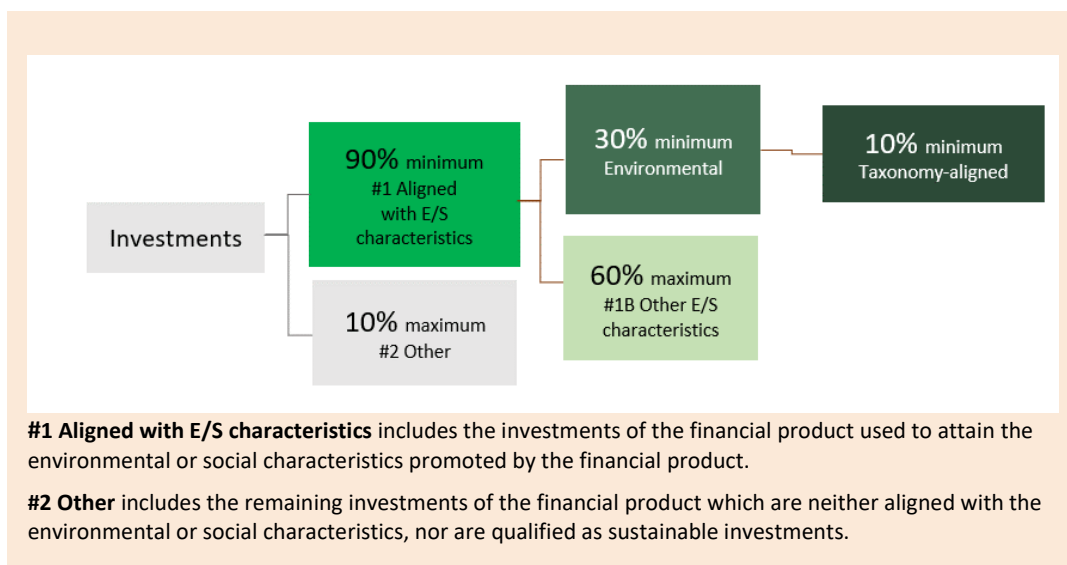 Investments
90% minimum
#1 Aligned
with E/S
characteristics
10% maximum
#2 Other
30% minimum
Environmental
60% maximum
#1B Other E/S
characteristics
10% minimum
Taxonomy-aligned
#1 Aligned with E/S characteristics includes the investments of the financial product used to attain the
environmental or social characteristics promoted by the financial product.
#2 Other includes the remaining investments of the financial product which are neither aligned with the
environmental or social characteristics, nor are qualified as sustainable investments.